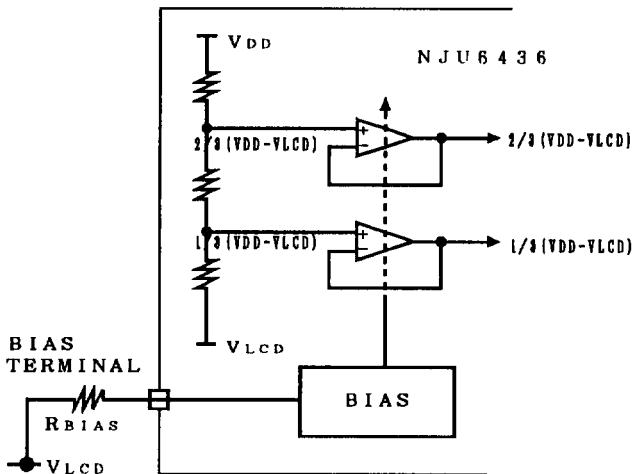 VDD
NJU6436
+
−
2/3(VDD-VLCD)
2/3(VDD-VLCD)
+
−
1/3(VDD-VLCD)
1/3(VDD-VLCD)
VLCD
BIAS
TERMINAL
RBIAS
BIAS
VLCD